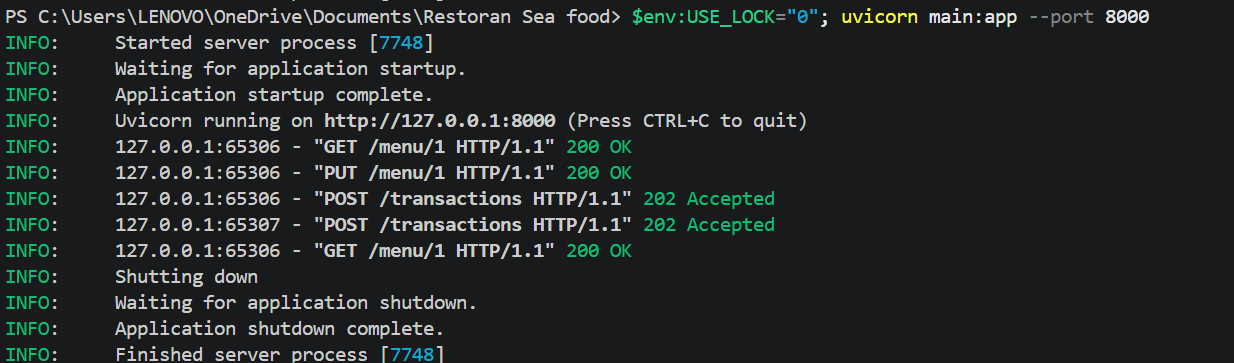 PS C:\Users\LENOVO\OneDrive\Documents\Restoran Sea food> $env:USE_LOCK="0"; uvicorn main:app --port 8000
INFO:     Started server process [7748]
INFO:     Waiting for application startup.
INFO:     Application startup complete.
INFO:     Uvicorn running on http://127.0.0.1:8000 (Press CTRL+C to quit)
INFO:     127.0.0.1:65306 - "GET /menu/1 HTTP/1.1" 200 OK
INFO:     127.0.0.1:65306 - "PUT /menu/1 HTTP/1.1" 200 OK
INFO:     127.0.0.1:65306 - "POST /transactions HTTP/1.1" 202 Accepted
INFO:     127.0.0.1:65307 - "POST /transactions HTTP/1.1" 202 Accepted
INFO:     127.0.0.1:65306 - "GET /menu/1 HTTP/1.1" 200 OK
INFO:     Shutting down
INFO:     Waiting for application shutdown.
INFO:     Application shutdown complete.
INFO:     Finished server process [7748]